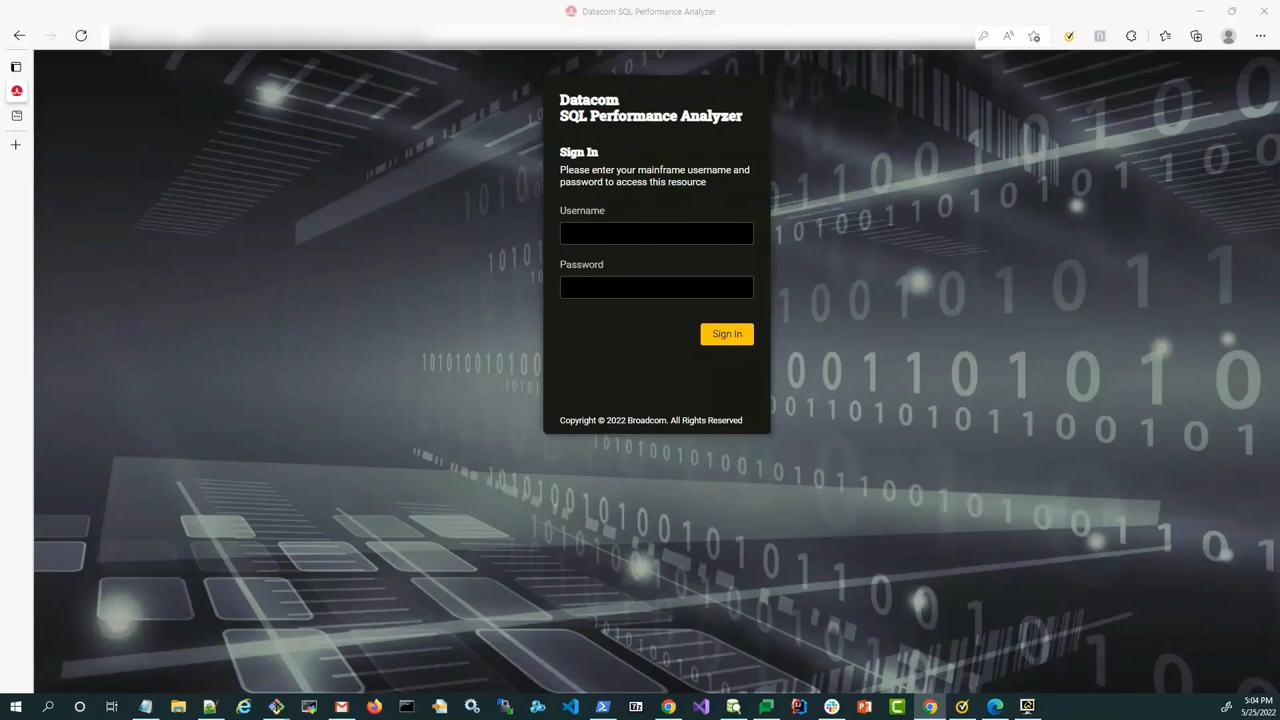 Datacom SQL Performance Analyzer
Datacom
SQL Performance Analyzer
Sign In
Please enter your mainframe username and
password to access this resource
Username
Password
Sign In
Copyright © 2022 Broadcom. All Rights Reserved
5:04 PM
5/25/2022